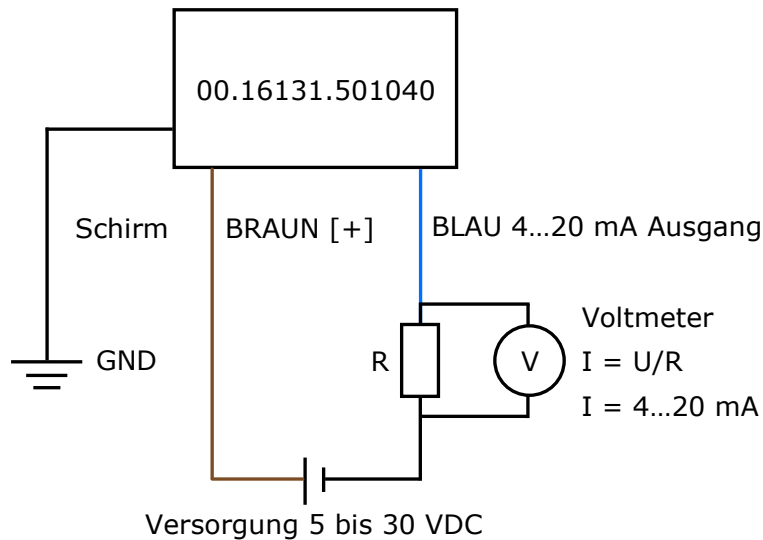 00.16131.501040
Schirm
BRAUN [+]
BLAU 4...20 mA Ausgang
GND
R
V
Voltmeter
I = U/R
I = 4...20 mA
Versorgung 5 bis 30 VDC